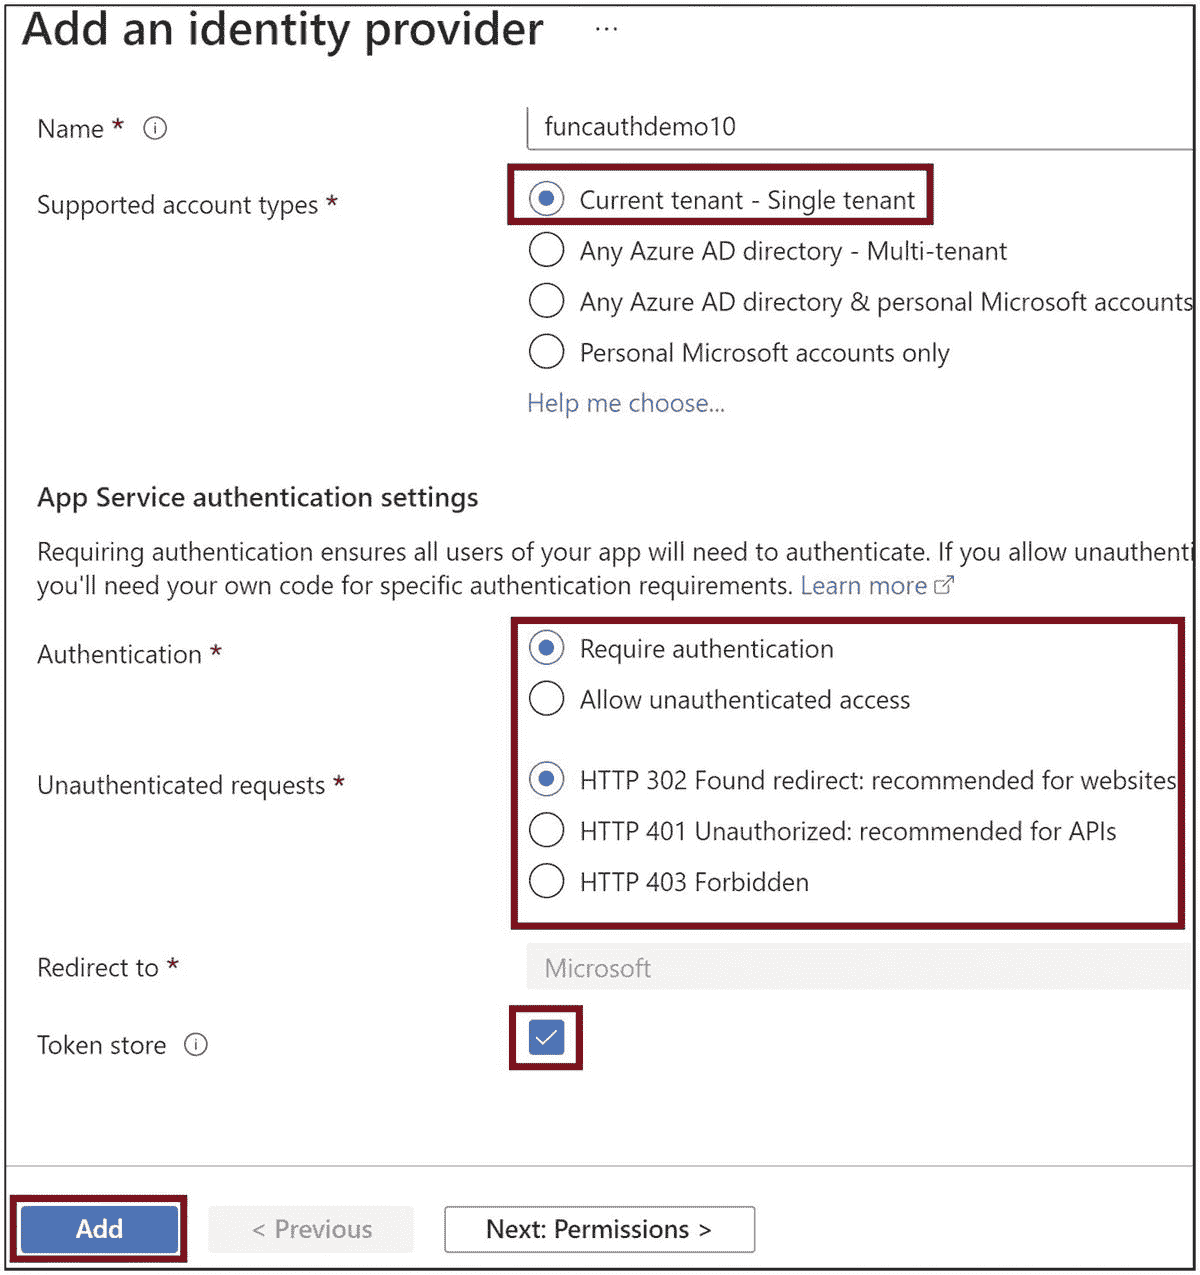 Add an identity provider ...
Name *
funcauthdemo10
Supported account types *
Current tenant - Single tenant
Any Azure AD directory - Multi-tenant
Any Azure AD directory & personal Microsoft accounts
Personal Microsoft accounts only
Help me choose...
App Service authentication settings
Requiring authentication ensures all users of your app will need to authenticate. If you allow unauthenti
you'll need your own code for specific authentication requirements. Learn more
Authentication *
Require authentication
Allow unauthenticated access
Unauthenticated requests *
HTTP 302 Found redirect: recommended for websites
HTTP 401 Unauthorized: recommended for APIs
HTTP 403 Forbidden
Redirect to *
Microsoft
Token store
Add
< Previous
Next: Permissions >